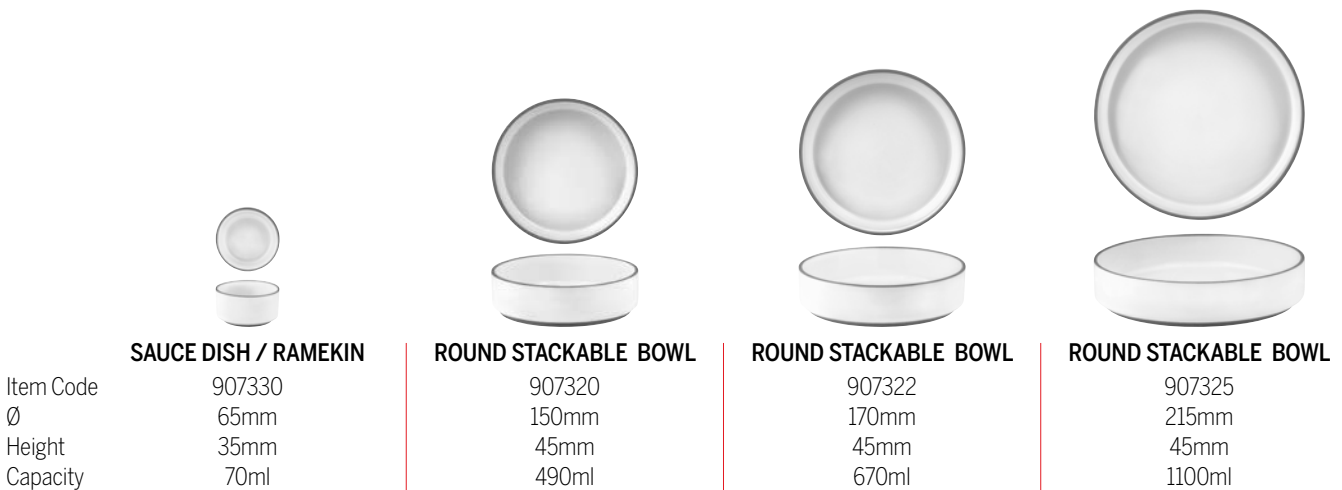 SAUCE DISH / RAMEKIN ROUND STACKABLE BOWL ROUND STACKABLE BOWL ROUND STACKABLE BOWL
Item Code 907330 907320 907322 907325
Ø 65mm 150mm 170mm 215mm
Height 35mm 45mm 45mm 45mm
Capacity 70ml 490ml 670ml 1100ml